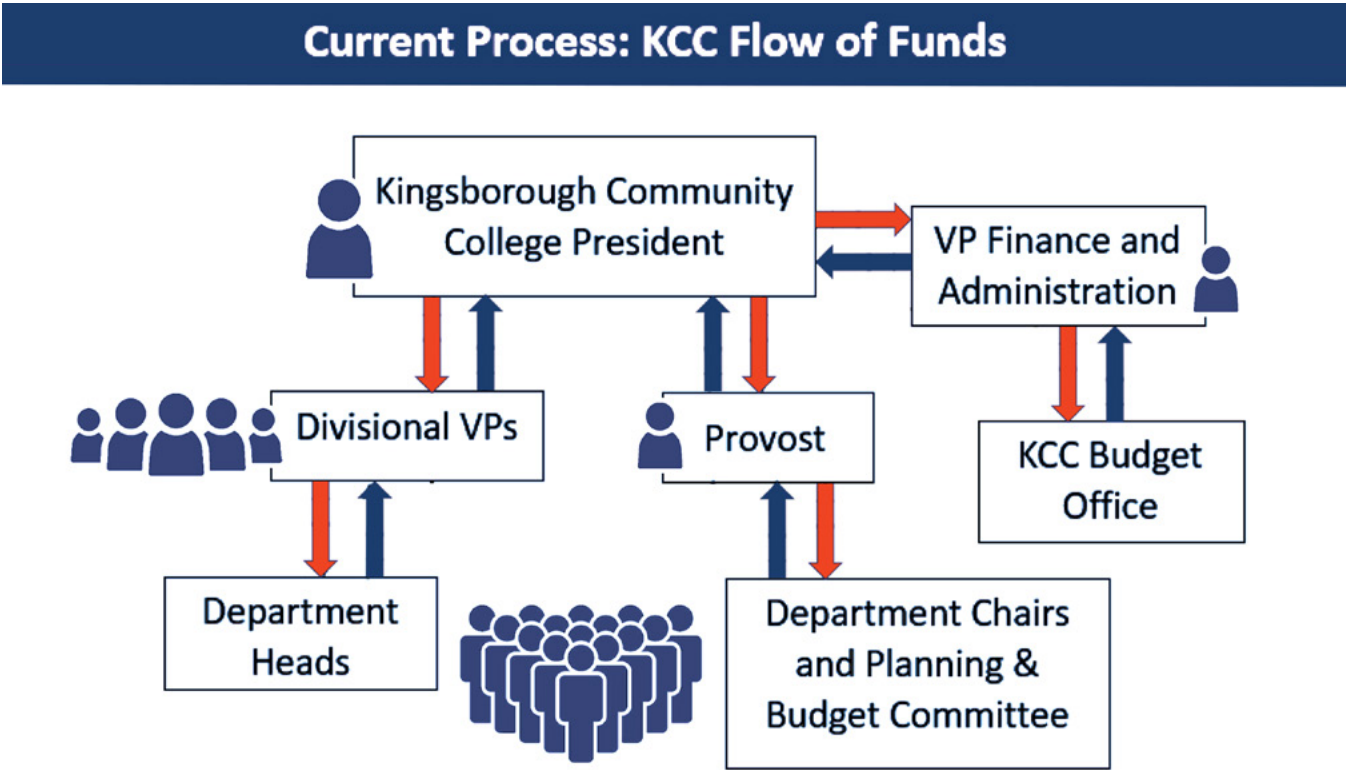 Current Process: KCC Flow of Funds
Kingsborough Community
College President
VP Finance and
Administration
Divisional VPs
Provost
KCC Budget
Office
Department
Heads
Department Chairs
and Planning &
Budget Committee